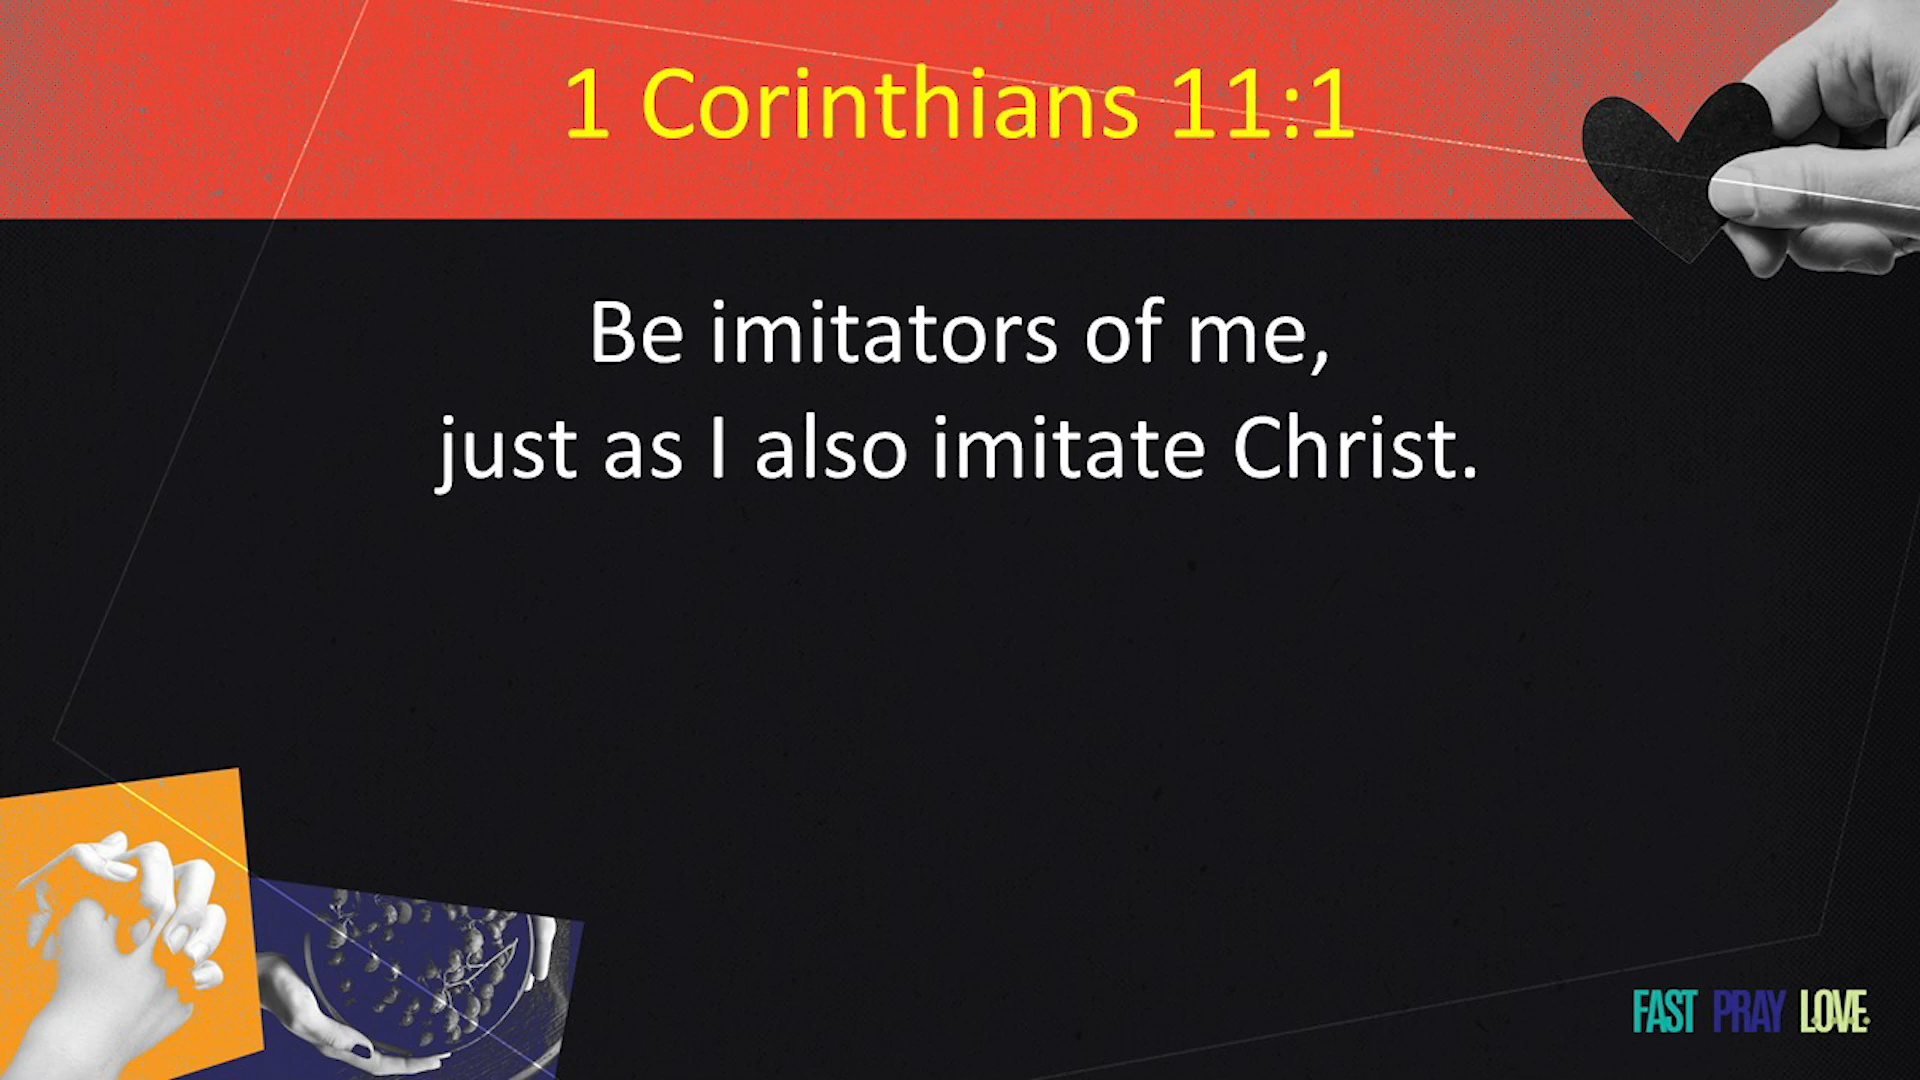 1 Corinthians 11:1
Be imitators of me,
just as I also imitate Christ.
FAST PRAY LOVE